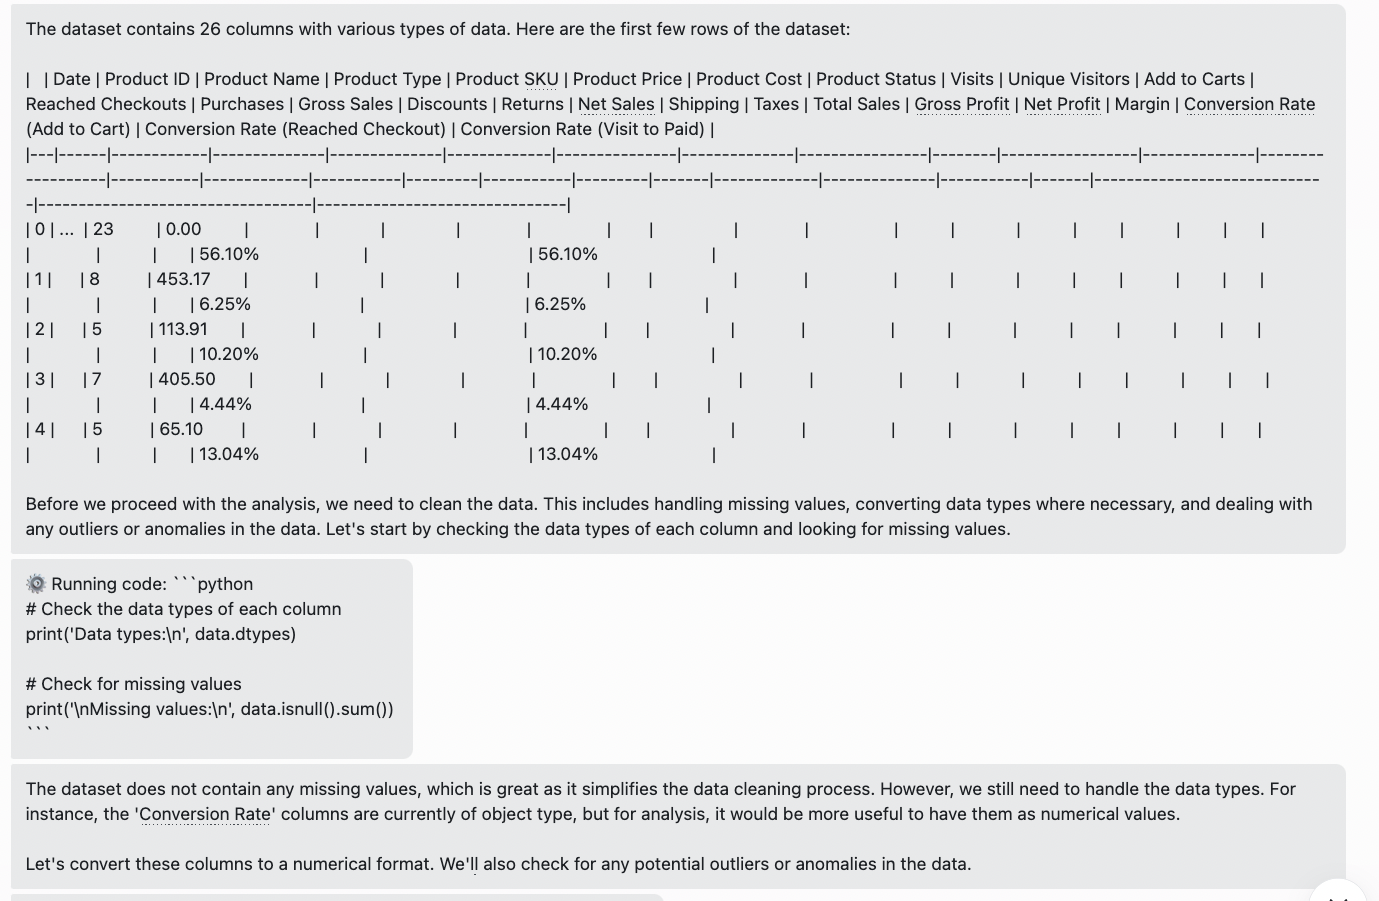 The dataset contains 26 columns with various types of data. Here are the first few rows of the dataset:
| | Date | Product ID | Product Name | Product Type | Product SKU | Product Price | Product Cost | Product Status | Visits | Unique Visitors | Add to Carts |
Reached Checkouts | Purchases | Gross Sales | Discounts | Returns | Net Sales | Shipping | Taxes | Total Sales | Gross Profit | Net Profit | Margin | Conversion Rate
(Add to Cart) | Conversion Rate (Reached Checkout) | Conversion Rate (Visit to Paid) |
|---|------|------------|--------------|--------------|-------------|---------------|--------------|----------------|--------|-----------------|--------------|--------
-----------|-----------|-------------|-----------|---------|-----------|----------|-------|-------------|--------------|------------|--------|----------------------------
-|----------------------------------|-------------------------------|
| 0 | ... | 23 | 0.00 | | | | | | | | | | | | | | | |
| | | | 56.10% | | 56.10% |
| 1 | | 8 | 453.17 | | | | | | | | | | | | | | | |
| | | | 6.25% | | 6.25% |
| 2 | | 5 | 113.91 | | | | | | | | | | | | | | | |
| | | | 10.20% | | 10.20% |
| 3 | | 7 | 405.50 | | | | | | | | | | | | | | | |
| | | | 4.44% | | 4.44% |
| 4 | | 5 | 65.10 | | | | | | | | | | | | | | | |
| | | | 13.04% | | 13.04% |
Before we proceed with the analysis, we need to clean the data. This includes handling missing values, converting data types where necessary, and dealing with
any outliers or anomalies in the data. Let's start by checking the data types of each column and looking for missing values.
⚙️ Running code: ```python
# Check the data types of each column
print('Data types:\n', data.dtypes)
# Check for missing values
print('\nMissing values:\n', data.isnull().sum())
```
The dataset does not contain any missing values, which is great as it simplifies the data cleaning process. However, we still need to handle the data types. For
instance, the 'Conversion Rate' columns are currently of object type, but for analysis, it would be more useful to have them as numerical values.
Let's convert these columns to a numerical format. We'll also check for any potential outliers or anomalies in the data.